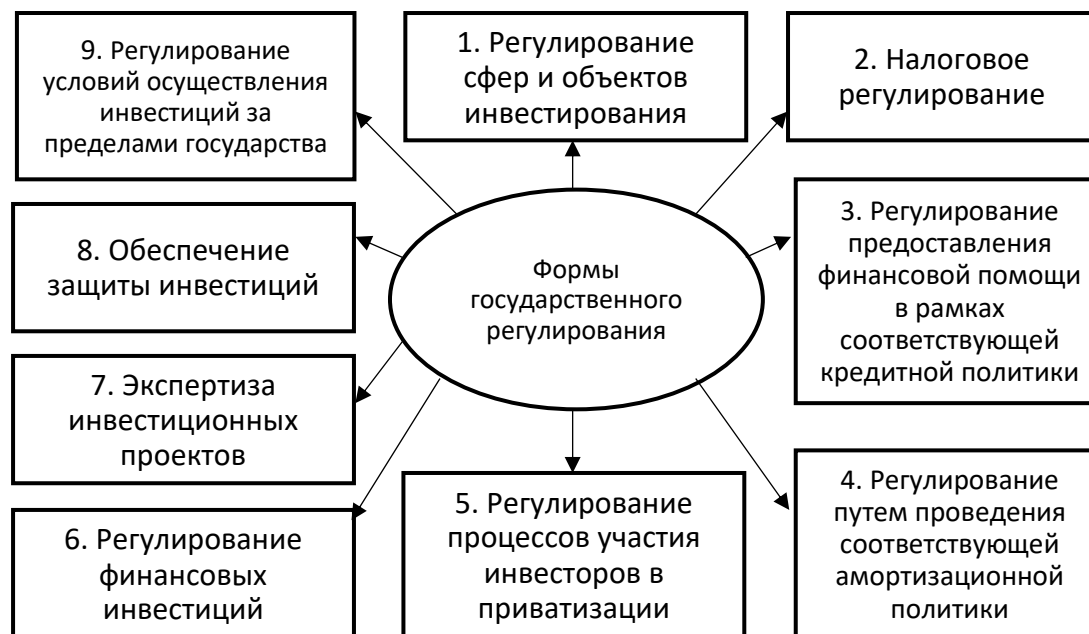 9. Регулирование
условий осуществления
инвестиций за
пределами государства
1. Регулирование
сфер и объектов
инвестирования
2. Налоговое
регулирование
8. Обеспечение
защиты инвестиций
Формы
государственного
регулирования
3. Регулирование
предоставления
финансовой помощи
в рамках
соответствующей
кредитной политики
7. Экспертиза
инвестиционных
проектов
6. Регулирование
финансовых
инвестиций
5. Регулирование
процессов участия
инвесторов в
приватизации
4. Регулирование
путем проведения
соответствующей
амортизационной
политики